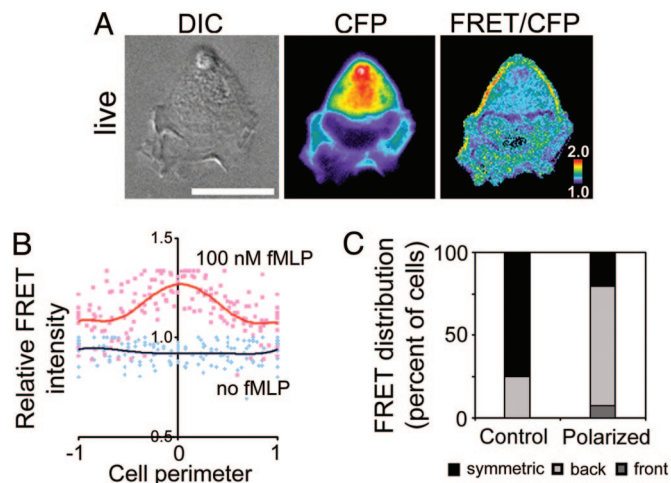 A
DIC
CFP
FRET/CFP
live
2.0
1.0
B
1.5
100 nM fMLP
1.0
no fMLP
0.5
-1
0
1
Relative FRET
intensity
Cell perimeter
C
100
50
0
FRET distribution
(percent of cells)
Control
Polarized
symmetric
back
front